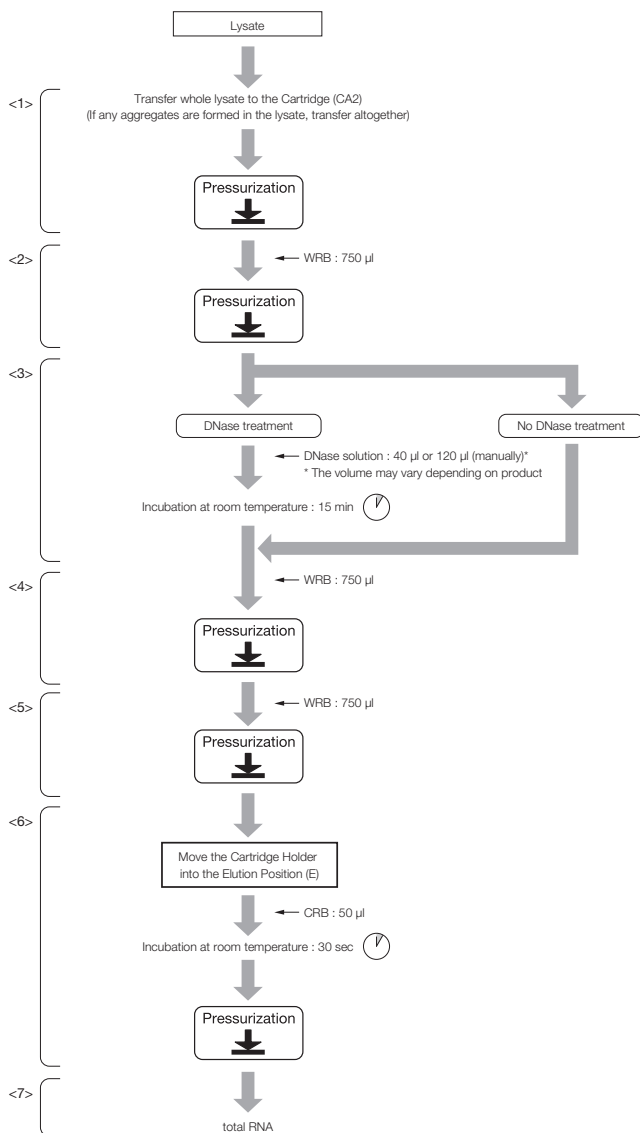 Lysate
<1>
Transfer whole lysate to the Cartridge (CA2)
(If any aggregates are formed in the lysate, transfer altogether)
Pressurization
<2>
WRB : 750 µl
Pressurization
<3>
DNase treatment
No DNase treatment
DNase solution : 40 µl or 120 µl (manually)*
* The volume may vary depending on product
Incubation at room temperature : 15 min
<4>
WRB : 750 µl
Pressurization
<5>
WRB : 750 µl
Pressurization
<6>
Move the Cartridge Holder
into the Elution Position (E)
CRB : 50 µl
Incubation at room temperature : 30 sec
Pressurization
<7>
total RNA